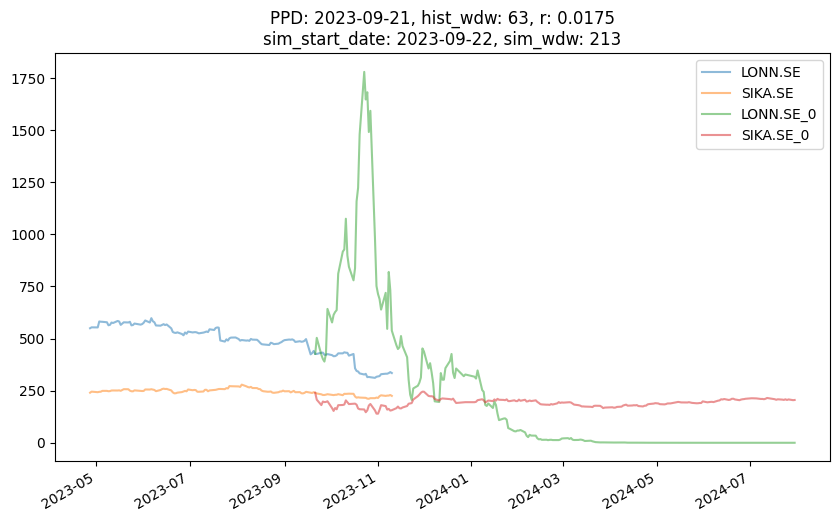 PPD: 2023-09-21, hist_wdw: 63, r: 0.0175
sim_start_date: 2023-09-22, sim_wdw: 213
LONN.SE
SIKA.SE
LONN.SE_0
SIKA.SE_0
1750
1500
1250
1000
750
500
250
0
2023-05
2023-07
2023-09
2023-11
2024-01
2024-03
2024-05
2024-07